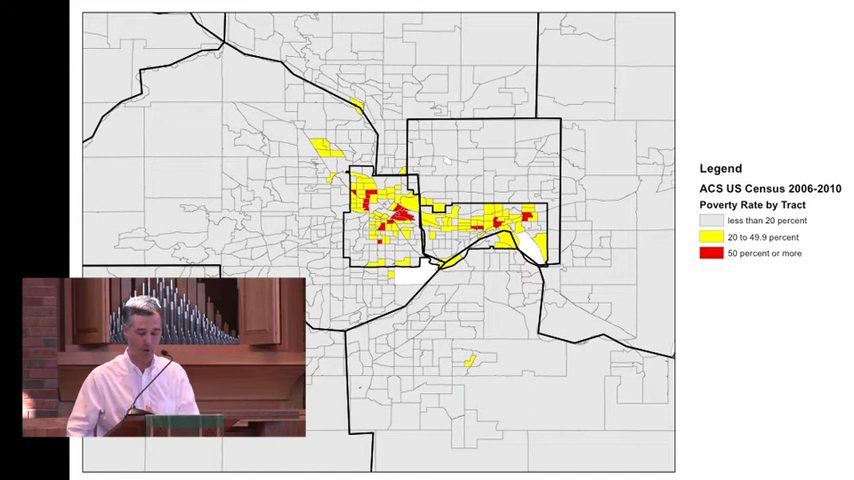 Legend
ACS US Census 2006-2010
Poverty Rate by Tract
less than 20 percent
20 to 49.9 percent
50 percent or more